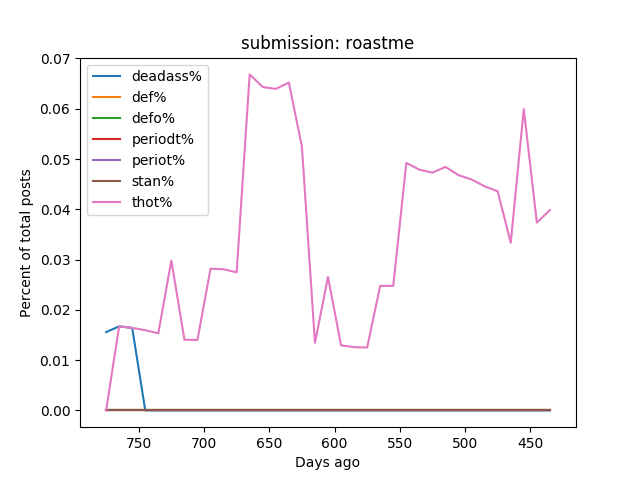 submission: roastme
0.07
0.06
0.05
0.04
0.03
0.02
0.01
0.00
Percent of total posts
deadass%
def%
defo%
periodt%
periot%
stan%
thot%
750
700
650
600
550
500
450
Days ago